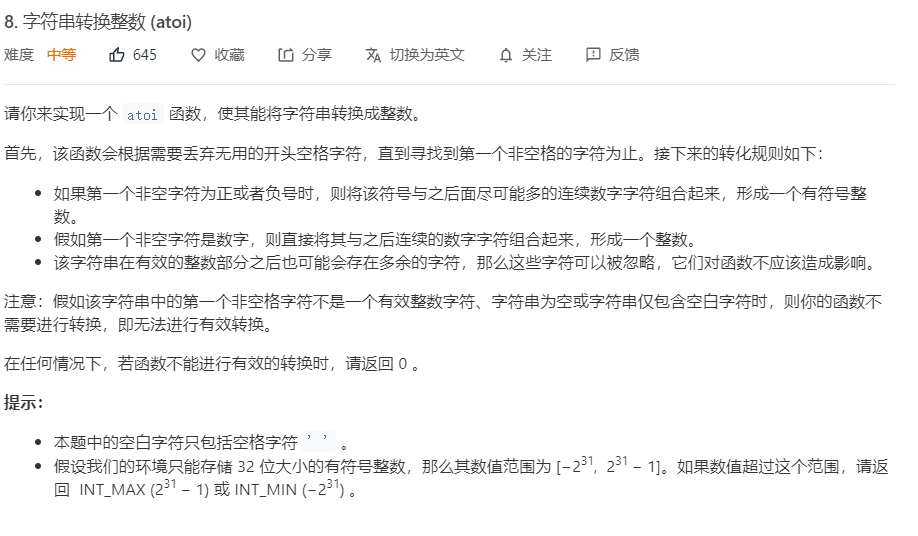 8. 字符串转换整数 (atoi)
难度 中等 645 收藏 分享 切换为英文 关注 反馈
请你来实现一个 atoi 函数，使其能将字符串转换成整数。
首先，该函数会根据需要丢弃无用的开头空格字符，直到寻找到第一个非空格的字符为止。接下来的转化规则如下：
• 如果第一个非空字符为正或者负号时，则将该符号与之后面尽可能多的连续数字字符组合起来，形成一个有符号整
数。
• 假如第一个非空字符是数字，则直接将其与之后连续的数字字符组合起来，形成一个整数。
• 该字符串在有效的整数部分之后也可能会存在多余的字符，那么这些字符可以被忽略，它们对函数不应该造成影响。
注意：假如该字符串中的第一个非空格字符不是一个有效整数字符、字符串为空或字符串仅包含空白字符时，则你的函数不
需要进行转换，即无法进行有效转换。
在任何情况下，若函数不能进行有效的转换时，请返回 0 。
提示：
• 本题中的空白字符只包括空格字符 ' ' 。
• 假设我们的环境只能存储 32 位大小的有符号整数，那么其数值范围为 [−2³¹, 2³¹ − 1]。如果数值超过这个范围，请返
回 INT_MAX (2³¹ − 1) 或 INT_MIN (−2³¹) 。